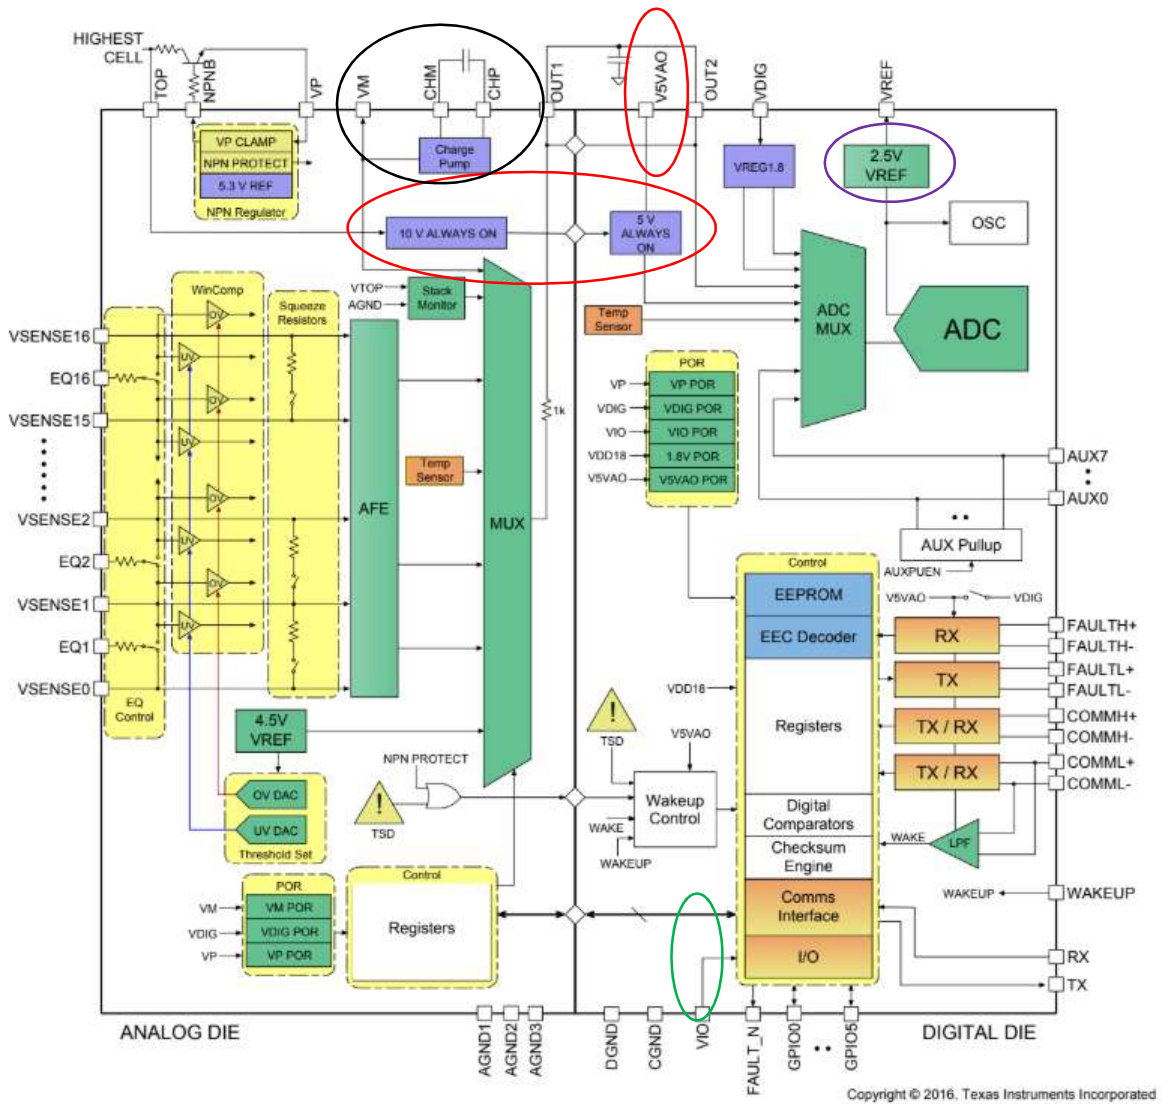 HIGHEST
CELL
TOP
NPNB
VP
VM
CHM
CHP
OUT1
V5VAO
OUT2
VDIG
VREF
VP CLAMP
NPN PROTECT
5.3 V REF
NPN Regulator
Charge
Pump
VREG1.8
2.5V
VREF
OSC
10 V ALWAYS ON
5 V
ALWAYS
ON
WinComp
Squeeze
Resistors
VTOP
AGND
Stack
Monitor
Temp
Sensor
ADC
MUX
ADC
VSENSE16
EQ16
VSENSE15
VSENSE2
EQ2
VSENSE1
EQ1
VSENSE0
OV
UV
OV
UV
OV
UV
OV
UV
EQ
Control
AFE
Temp
Sensor
MUX
1k
POR
VP
VP POR
VDIG
VDIG POR
VIO
VIO POR
VDD18
1.8V POR
V5VAO
V5VAO POR
AUX7
AUX0
AUX Pullup
AUXPUEN
V5VAO
VDIG
Control
EEPROM
EEC Decoder
Registers
Digital
Comparators
Checksum
Engine
Comms
Interface
I/O
RX
TX
TX / RX
TX / RX
FAULTH+
FAULTH-
FAULTL+
FAULTL-
COMMH+
COMMH-
COMML+
COMML-
LPF
WAKE
WAKEUP
WAKEUP
RX
TX
VDD18
!
TSD
V5VAO
Wakeup
Control
WAKE
WAKEUP
4.5V
VREF
OV DAC
UV DAC
Threshold Set
NPN PROTECT
!
TSD
POR
VM
VM POR
VDIG
VDIG POR
VP
VP POR
Control
Registers
ANALOG DIE
AGND1
AGND2
AGND3
DGND
CGND
VIO
FAULT_N
GPIO0
GPIO5
DIGITAL DIE
Copyright © 2016, Texas Instruments Incorporated